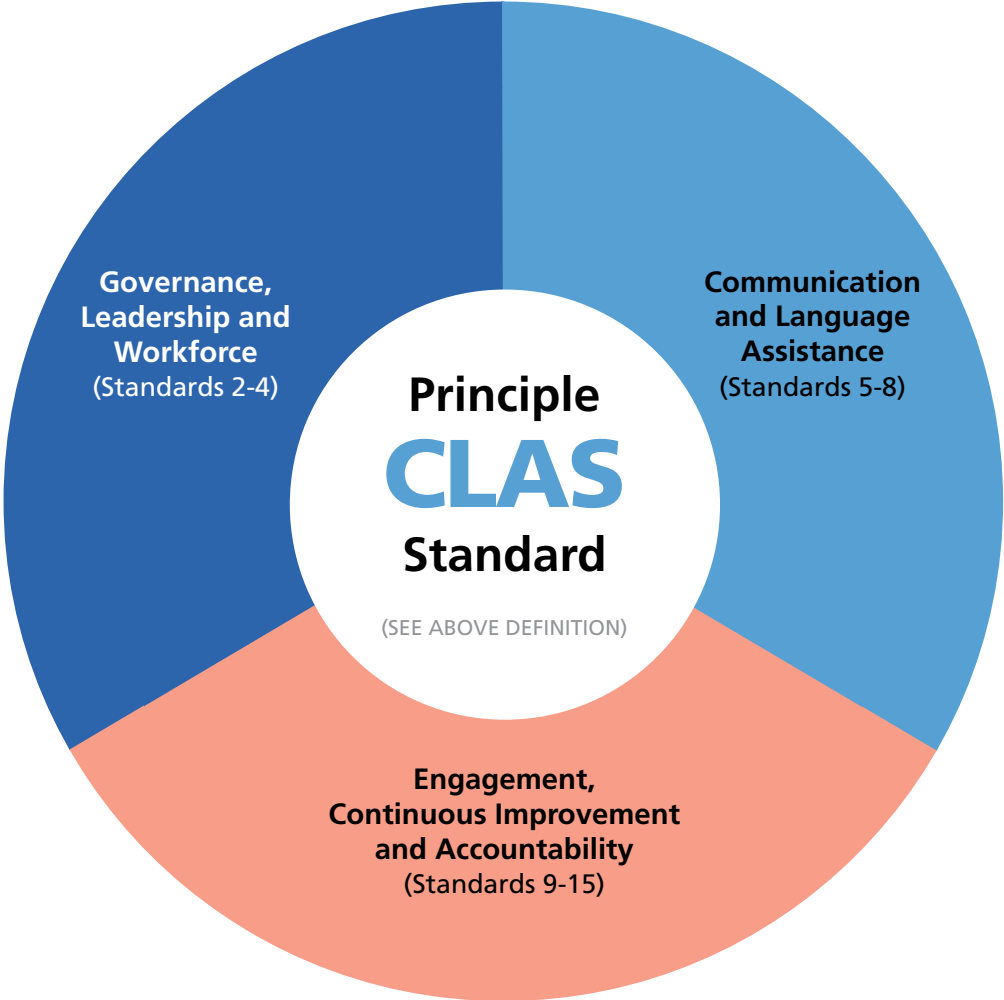 Governance,
Leadership and
Workforce
(Standards 2-4)
Communication
and Language
Assistance
(Standards 5-8)
Principle
CLAS
Standard
(SEE ABOVE DEFINITION)
Engagement,
Continuous Improvement
and Accountability
(Standards 9-15)